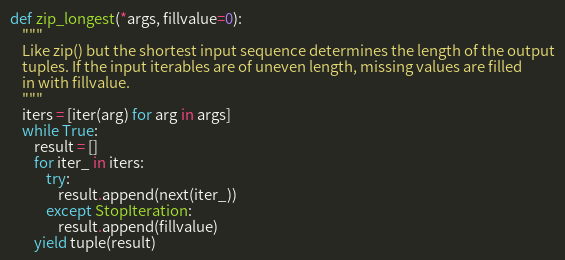 def zip_longest(*args, fillvalue=0):
    """
    Like zip() but the shortest input sequence determines the length of the output
    tuples. If the input iterables are of uneven length, missing values are filled
    in with fillvalue.
    """
    iters = [iter(arg) for arg in args]
    while True:
        result = []
        for iter_ in iters:
            try:
                result.append(next(iter_))
            except StopIteration:
                result.append(fillvalue)
        yield tuple(result)